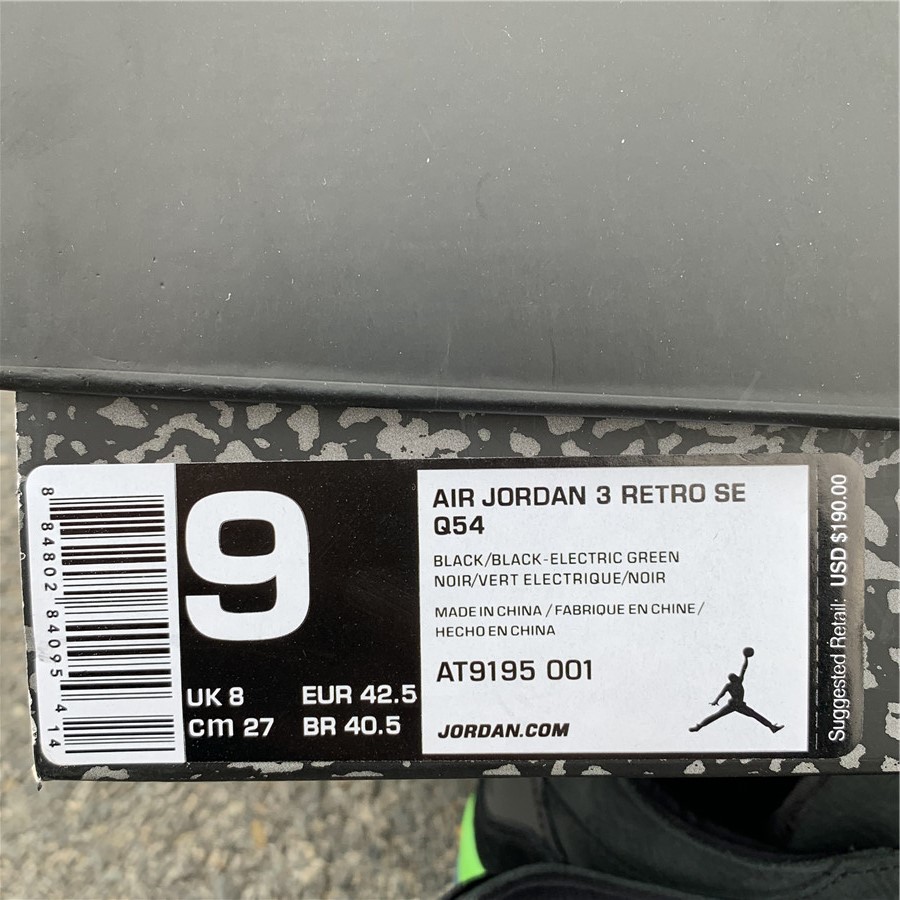 8 84802 84095 4 14
9
UK 8 EUR 42.5
cm 27 BR 40.5
AIR JORDAN 3 RETRO SE
Q54
BLACK/BLACK-ELECTRIC GREEN
NOIR/VERT ELECTRIQUE/NOIR
MADE IN CHINA / FABRIQUE EN CHINE /
HECHO EN CHINA
AT9195 001
JORDAN.COM
Suggested Retail: USD $190.00